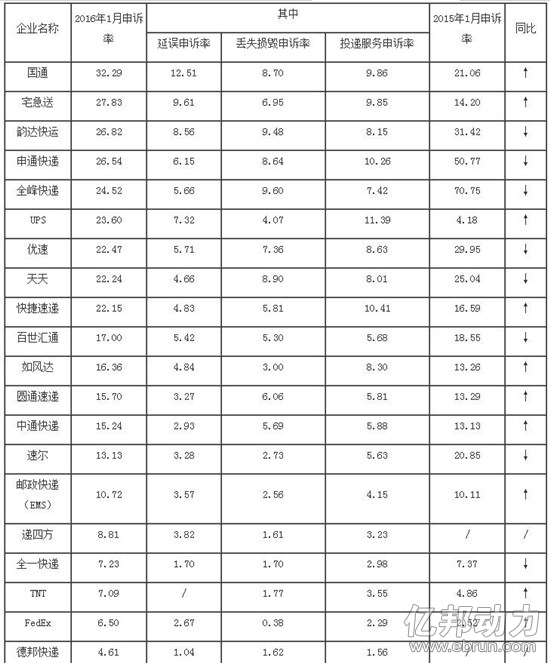 企业名称 2016年1月申诉率 其中 2015年1月申诉率 同比
延误申诉率 丢失损毁申诉率 投递服务申诉率
国通 32.29 12.51 8.70 9.86 21.06 ↑
宅急送 27.83 9.61 6.95 9.85 14.20 ↑
韵达快运 26.82 8.56 9.48 8.15 31.42 ↓
申通快递 26.54 6.15 8.64 10.26 50.77 ↓
全峰快递 24.52 5.66 9.60 7.42 70.75 ↓
UPS 23.60 7.32 4.07 11.39 4.18 ↑
优速 22.47 5.71 7.36 8.63 29.95 ↓
天天 22.24 4.66 8.90 8.01 25.04 ↓
快捷速递 22.15 4.83 5.81 10.41 16.59 ↑
百世汇通 17.00 5.42 5.30 5.68 18.55 ↓
如风达 16.36 4.84 3.00 8.30 13.26 ↑
圆通速递 15.70 3.27 6.06 5.81 13.29 ↑
中通快递 15.24 2.93 5.69 5.88 13.13 ↑
速尔 13.13 3.28 2.73 5.63 20.85 ↓
邮政快递（EMS） 10.72 3.57 2.56 4.15 10.11 ↑
递四方 8.81 3.82 1.61 3.23 / /
全一快递 7.23 1.70 1.70 2.98 7.37 ↓
TNT 7.09 / 1.77 3.55 4.86 ↑
FedEx 6.50 2.67 0.38 2.29 2.52 ↑
德邦快递 4.61 1.04 1.62 1.56 / /
亿邦动力
www.ebrun.com